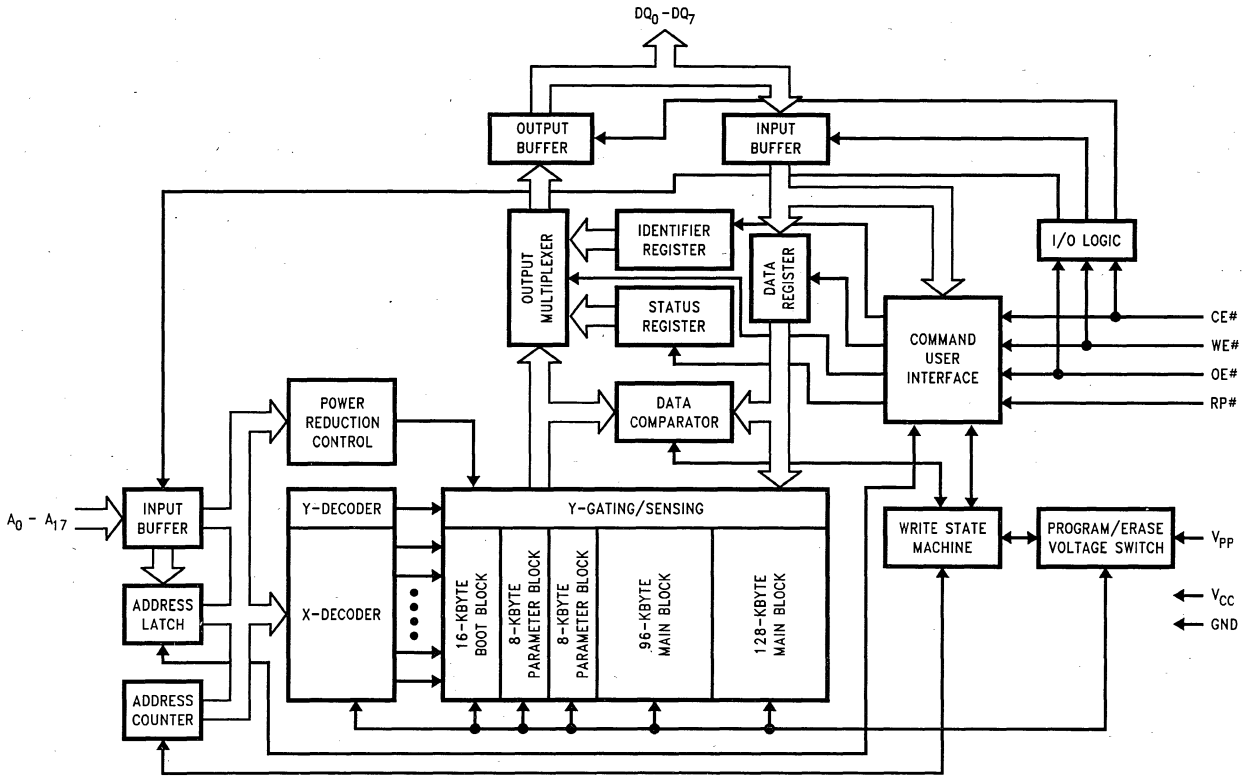 DQ0-DQ7
OUTPUT
BUFFER
INPUT
BUFFER
I/O LOGIC
OUTPUT
MULTIPLEXER
IDENTIFIER
REGISTER
DATA
REGISTER
STATUS
REGISTER
COMMAND
USER
INTERFACE
CE#
WE#
OE#
RP#
POWER
REDUCTION
CONTROL
DATA
COMPARATOR
A0 - A17
INPUT
BUFFER
Y-DECODER
Y-GATING/SENSING
WRITE STATE
MACHINE
PROGRAM/ERASE
VOLTAGE SWITCH
VPP
VCC
GND
ADDRESS
LATCH
X-DECODER
16-KBYTE
BOOT BLOCK
8-KBYTE
PARAMETER BLOCK
8-KBYTE
PARAMETER BLOCK
96-KBYTE
MAIN BLOCK
128-KBYTE
MAIN BLOCK
ADDRESS
COUNTER